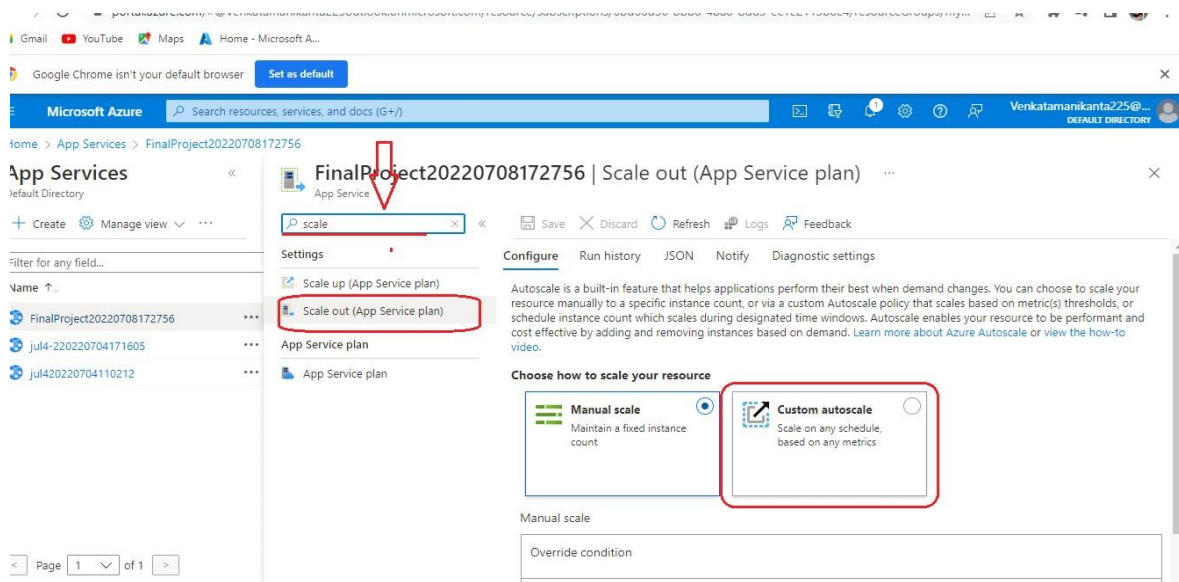 Gmail YouTube Maps Home - Microsoft A...
Google Chrome isn't your default browser Set as default
Microsoft Azure Search resources, services, and docs (G+/) 1 Venkatamanikanta225@...
DEFAULT DIRECTORY
Home > App Services > FinalProject20220708172756
App Services
Default Directory
FinalProject20220708172756 | Scale out (App Service plan) ...
App Service
+ Create Manage view ...
scale
Save Discard Refresh Logs Feedback
Filter for any field...
Name ↑
FinalProject20220708172756 ...
jul4-220220704171605 ...
jul420220704110212 ...
Settings
Scale up (App Service plan)
Scale out (App Service plan)
App Service plan
App Service plan
Configure Run history JSON Notify Diagnostic settings
Autoscale is a built-in feature that helps applications perform their best when demand changes. You can choose to scale your
resource manually to a specific instance count, or via a custom Autoscale policy that scales based on metric(s) thresholds, or
schedule instance count which scales during designated time windows. Autoscale enables your resource to be performant and
cost effective by adding and removing instances based on demand. Learn more about Azure Autoscale or view the how-to
video.
Choose how to scale your resource
Manual scale
Maintain a fixed instance
count
Custom autoscale
Scale on any schedule,
based on any metrics
Manual scale
Override condition
< Page 1 of 1 >